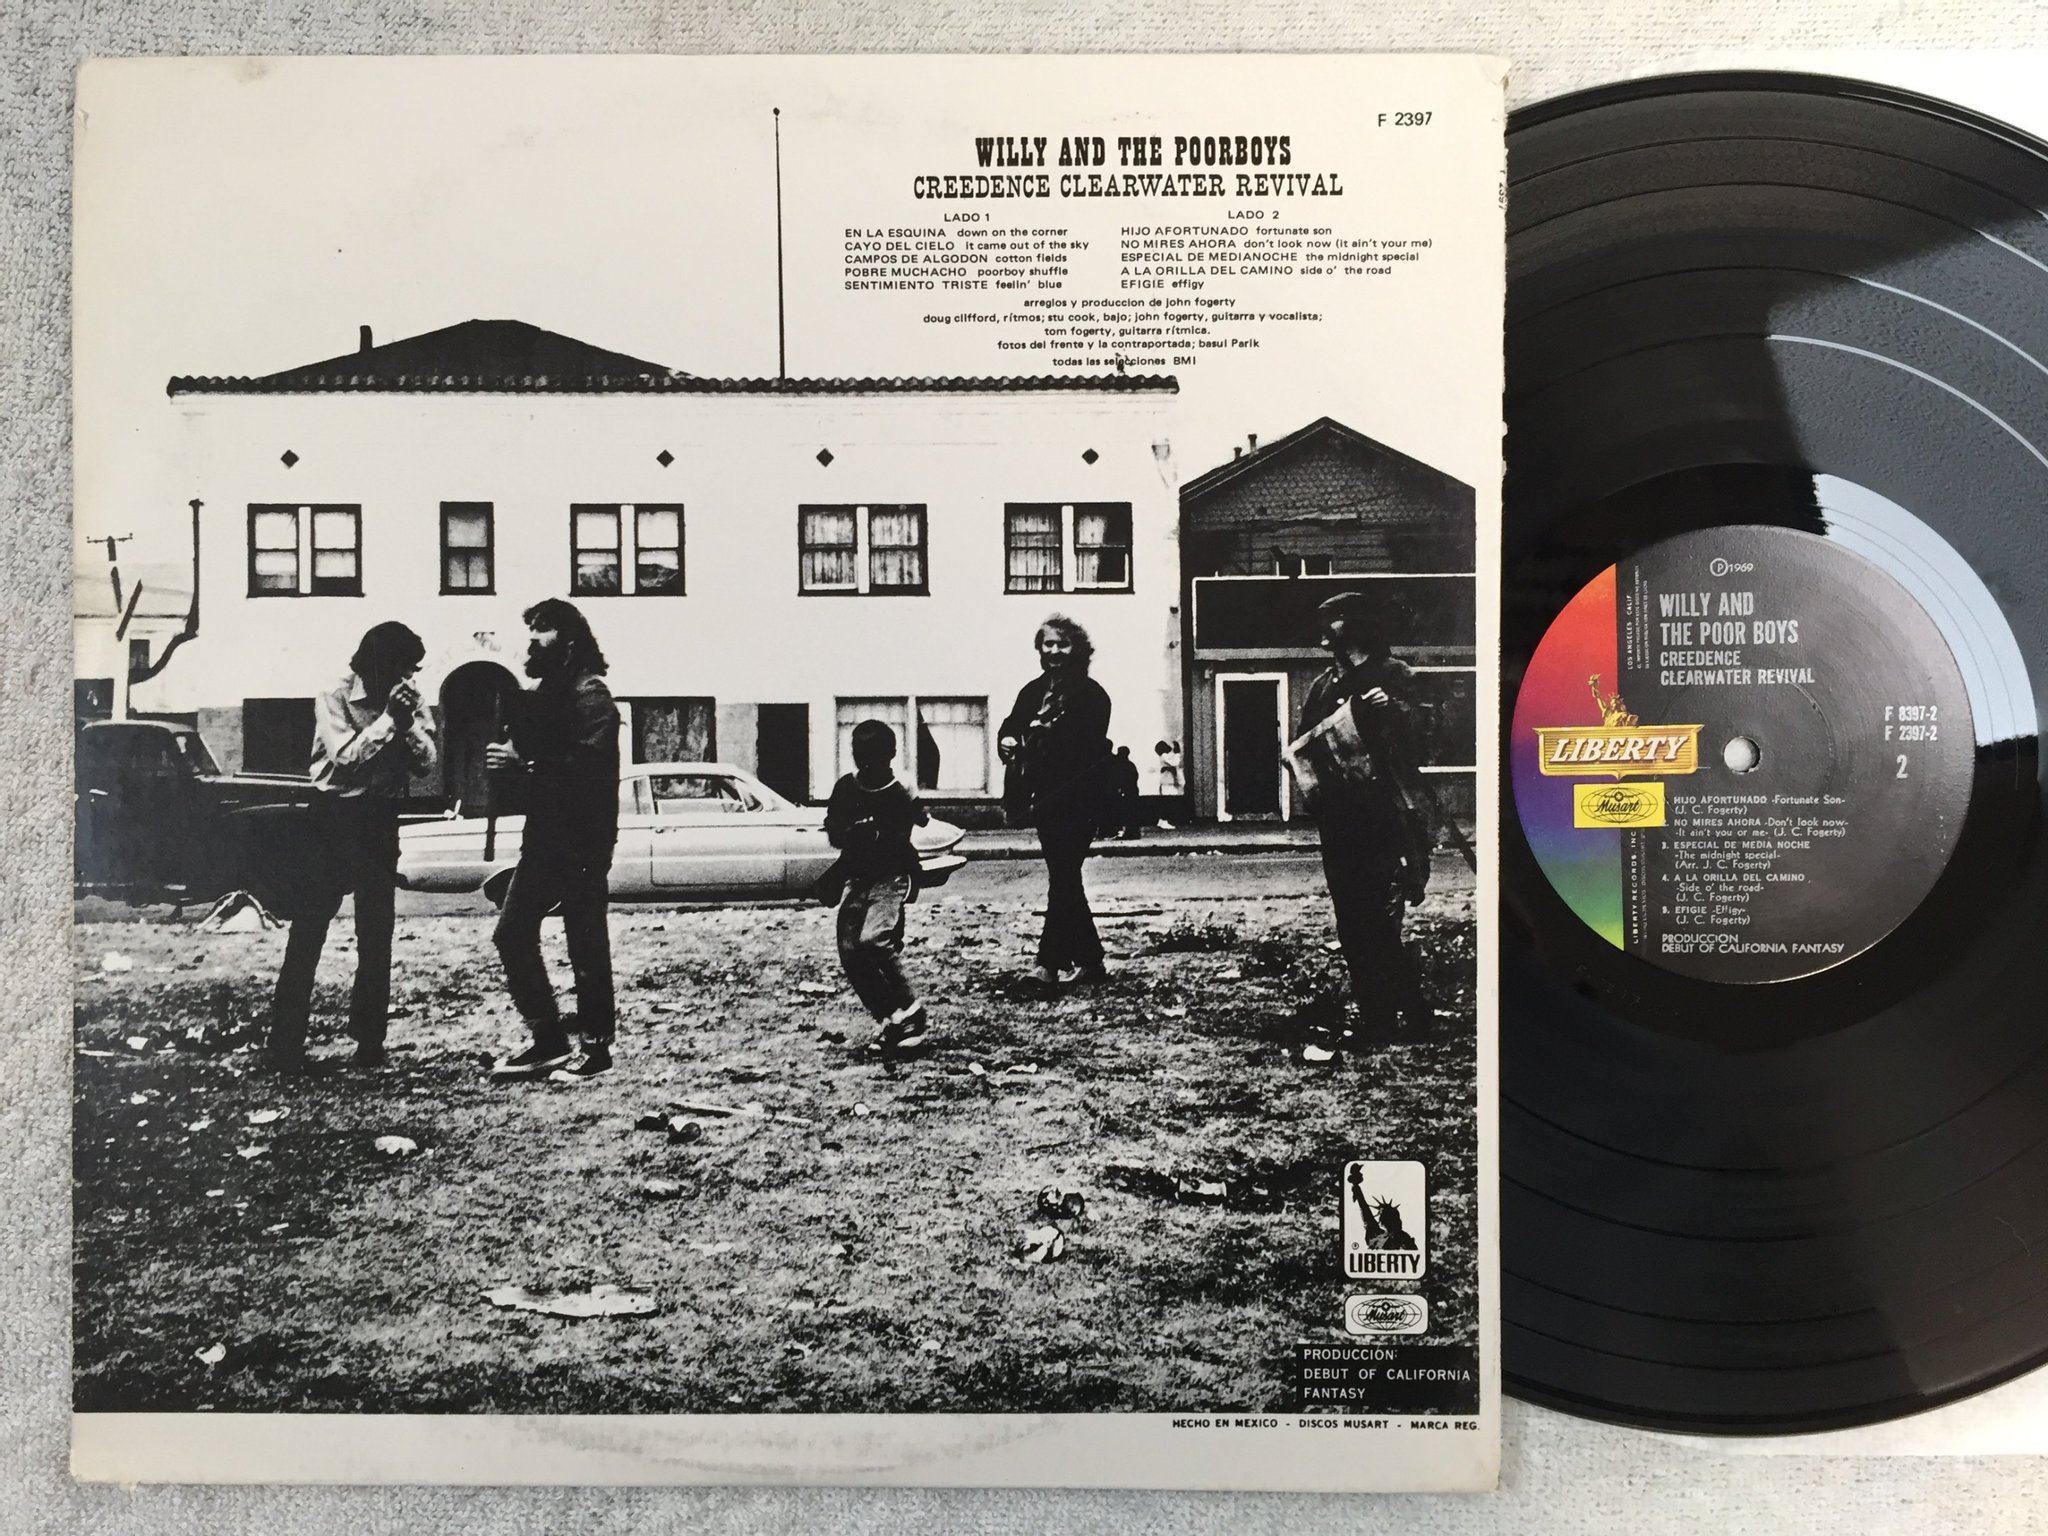 F 2397
WILLY AND THE POORBOYS
CREEDENCE CLEARWATER REVIVAL
LADO 1
EN LA ESQUINA down on the corner
CAYO DEL CIELO it came out of the sky
CAMPOS DE ALGODON cotton fields
POBRE MUCHACHO poorboy shuffle
SENTIMIENTO TRISTE feelin' blue
LADO 2
HIJO AFORTUNADO fortunate son
NO MIRES AHORA don't look now (it ain't your me)
ESPECIAL DE MEDIANOCHE the midnight special
A LA ORILLA DEL CAMINO side o' the road
EFIGIE effigy
arreglos y produccion de john fogerty
doug clifford, rítmos; stu cook, bajo; john fogerty, guitarra y vocalista;
tom fogerty, guitarra rítmica.
fotos del frente y la contraportada; basul Parik
todas las selecciones BMI
LIBERTY
Musart
PRODUCCIÓN:
DEBUT OF CALIFORNIA
FANTASY
HECHO EN MEXICO - DISCOS MUSART - MARCA REG.
Ⓟ1969
WILLY AND
THE POOR BOYS
CREEDENCE
CLEARWATER REVIVAL
F 8397-2
F 2397-2
2
LIBERTY
Musart
HIJO AFORTUNADO -Fortunate Son-
(J. C. Fogerty)
NO MIRES AHORA -Don't look now-
-It ain't you or me- (J. C. Fogerty)
3. ESPECIAL DE MEDIA NOCHE
-The midnight special-
(Arr. J. C. Fogerty)
4. A LA ORILLA DEL CAMINO
-Side o' the road-
(J. C. Fogerty)
5. EFIGIE -Effigy-
(J. C. Fogerty)
PRODUCCION
DEBUT OF CALIFORNIA FANTASY
LIBERTY RECORDS, INC
LOS ANGELES CALIF.